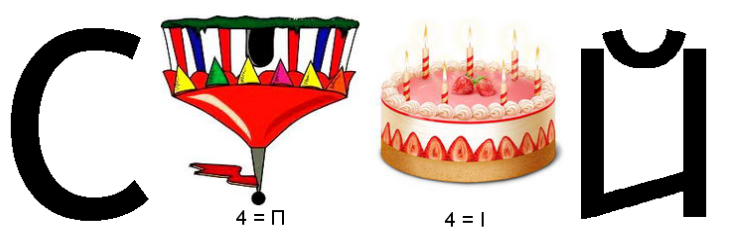 С Й
4 = П 4 = І